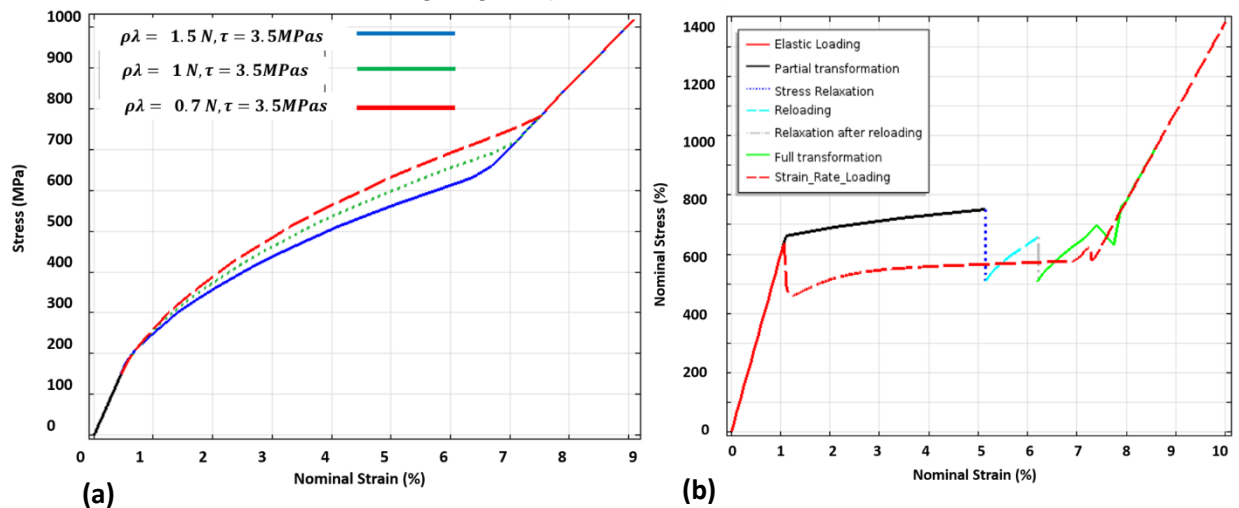 1000
900
800
700
600
500
400
300
200
100
0
0 1 2 3 4 5 6 7 8 9
Stress (MPa)
Nominal Strain (%)
ρλ = 1.5 N, τ = 3.5MPas
ρλ = 1 N, τ = 3.5MPas
ρλ = 0.7 N, τ = 3.5MPas
(a)
1400
1200
1000
800
600
400
200
0
0 1 2 3 4 5 6 7 8 9 10
Nominal Stress (%)
Nominal Strain (%)
Elastic Loading
Partial transformation
Stress Relaxation
Reloading
Relaxation after reloading
Full transformation
Strain_Rate_Loading
(b)